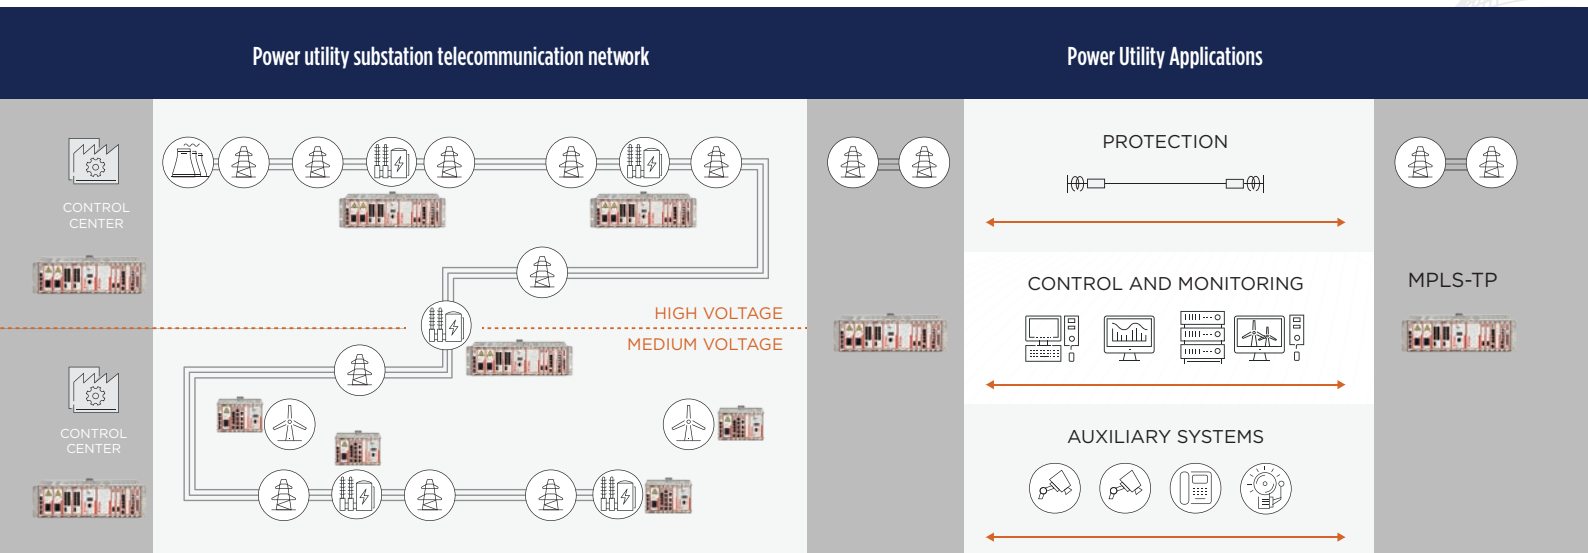 Power utility substation telecommunication network
Power Utility Applications
CONTROL
CENTER
HIGH VOLTAGE
MEDIUM VOLTAGE
CONTROL
CENTER
PROTECTION
CONTROL AND MONITORING
AUXILIARY SYSTEMS
MPLS-TP